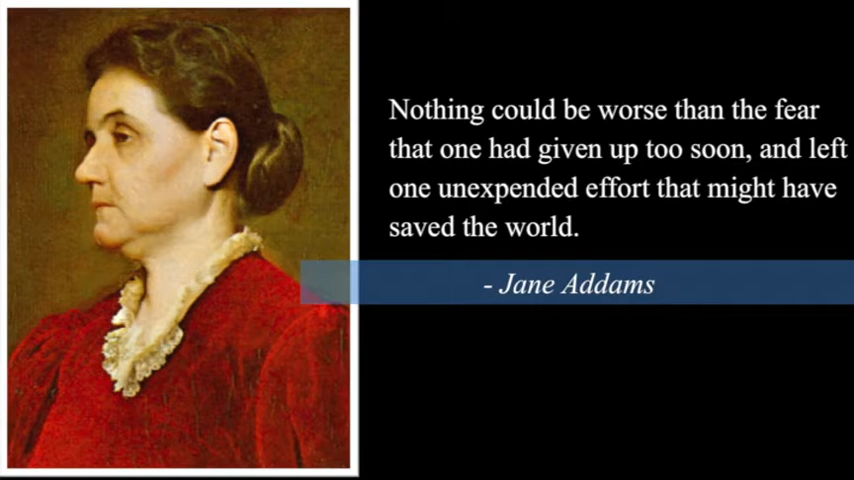 Nothing could be worse than the fear
that one had given up too soon, and left
one unexpended effort that might have
saved the world.
- Jane Addams